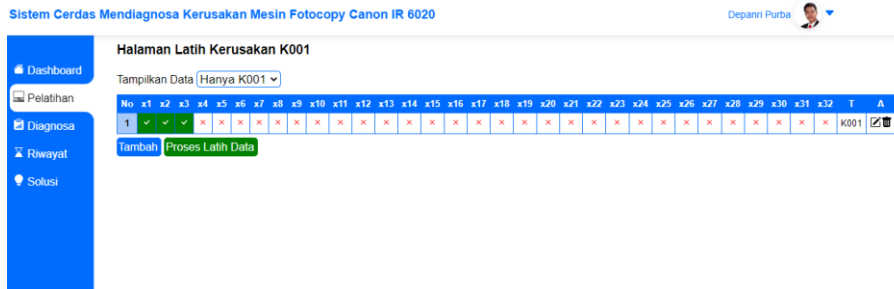 Sistem Cerdas Mendiagnosa Kerusakan Mesin Fotocopy Canon IR 6020
Depanri Purba
Dashboard
Pelatihan
Diagnosa
Riwayat
Solusi
Halaman Latih Kerusakan K001
Tampilkan Data Hanya K001
No x1 x2 x3 x4 x5 x6 x7 x8 x9 x10 x11 x12 x13 x14 x15 x16 x17 x18 x19 x20 x21 x22 x23 x24 x25 x26 x27 x28 x29 x30 x31 x32 T A
1 ✓ ✓ ✓ × × × × × × × × × × × × × × × × × × × × × × × × × × × × × K001
Tambah Proses Latih Data